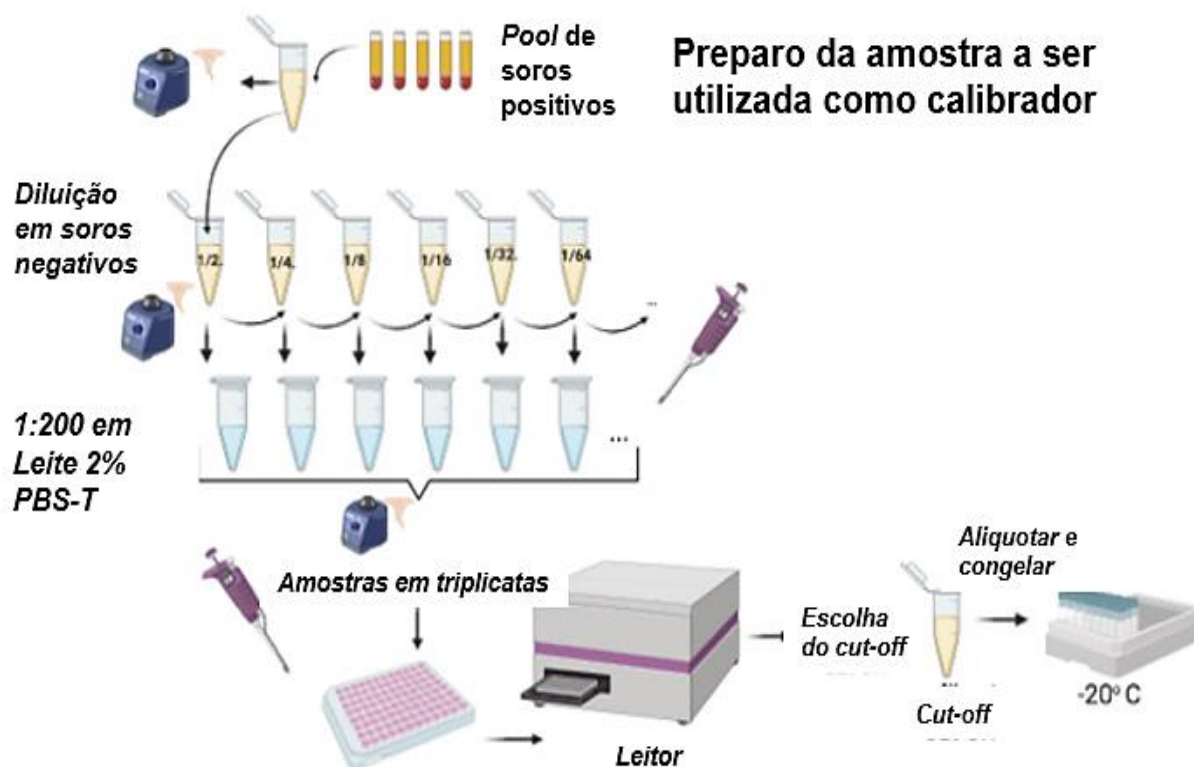 Pool de
soros
positivos
Preparo da amostra a ser
utilizada como calibrador
Diluição
em soros
negativos
1/2.
1/4.
1/8
1/16
1/32.
1/64
...
1:200 em
Leite 2%
PBS-T
...
Amostras em triplicatas
Leitor
Escolha
do cut-off
Cut-off
Aliquotar e
congelar
-20º C